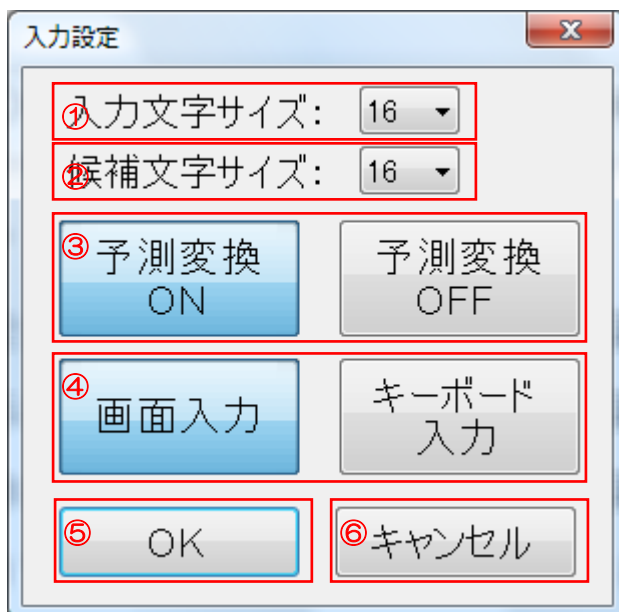 入力設定
①入力文字サイズ: 16
②候補文字サイズ: 16
③予測変換 ON
予測変換 OFF
④画面入力
キーボード入力
⑤OK
⑥キャンセル